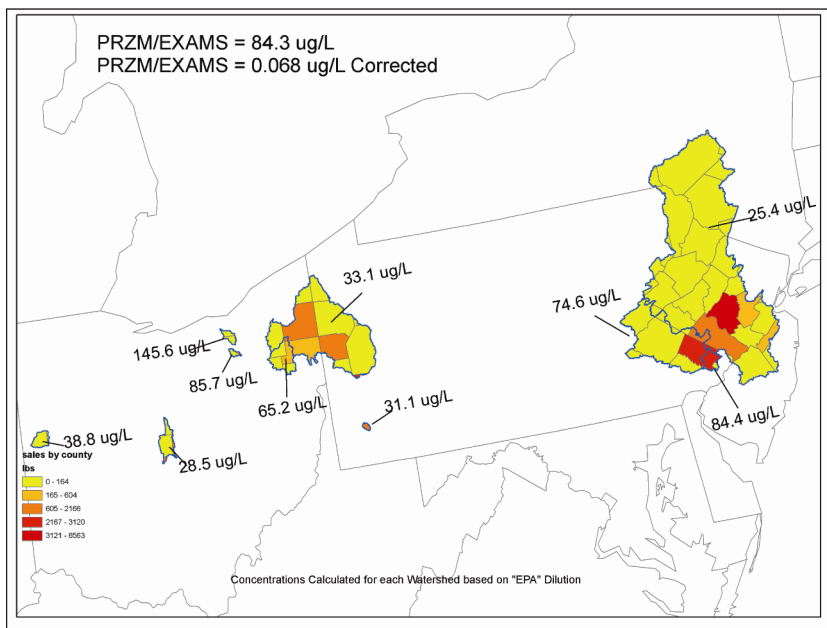 PRZM/EXAMS = 84.3 ug/L
PRZM/EXAMS = 0.068 ug/L Corrected
25.4 ug/L
33.1 ug/L
74.6 ug/L
145.6 ug/L
85.7 ug/L
65.2 ug/L
31.1 ug/L
84.4 ug/L
38.8 ug/L
28.5 ug/L
sales by county
lbs
0 - 164
165 - 604
605 - 2166
2167 - 3120
3121 - 6563
Concentrations Calculated for each Watershed based on "EPA" Dilution